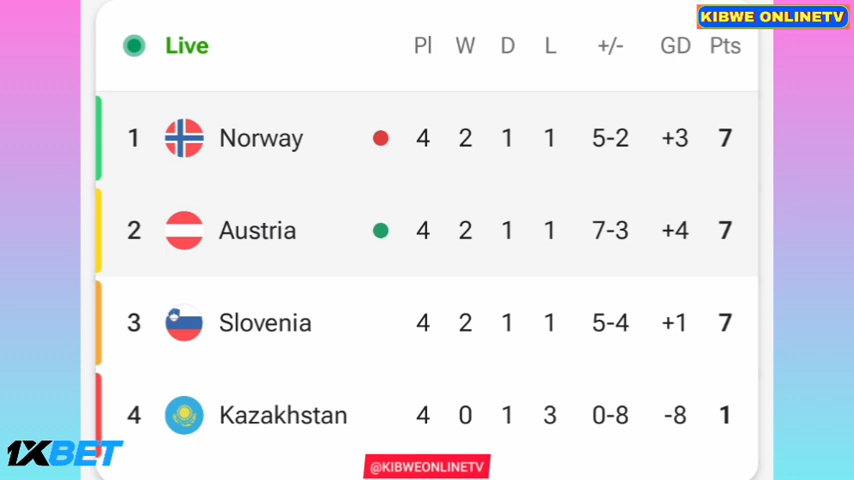 KIBWE ONLINETV
Live Pl W D L +/- GD Pts
1 Norway 4 2 1 1 5-2 +3 7
2 Austria 4 2 1 1 7-3 +4 7
3 Slovenia 4 2 1 1 5-4 +1 7
4 Kazakhstan 4 0 1 3 0-8 -8 1
1XBET
@KIBWEONLINETV